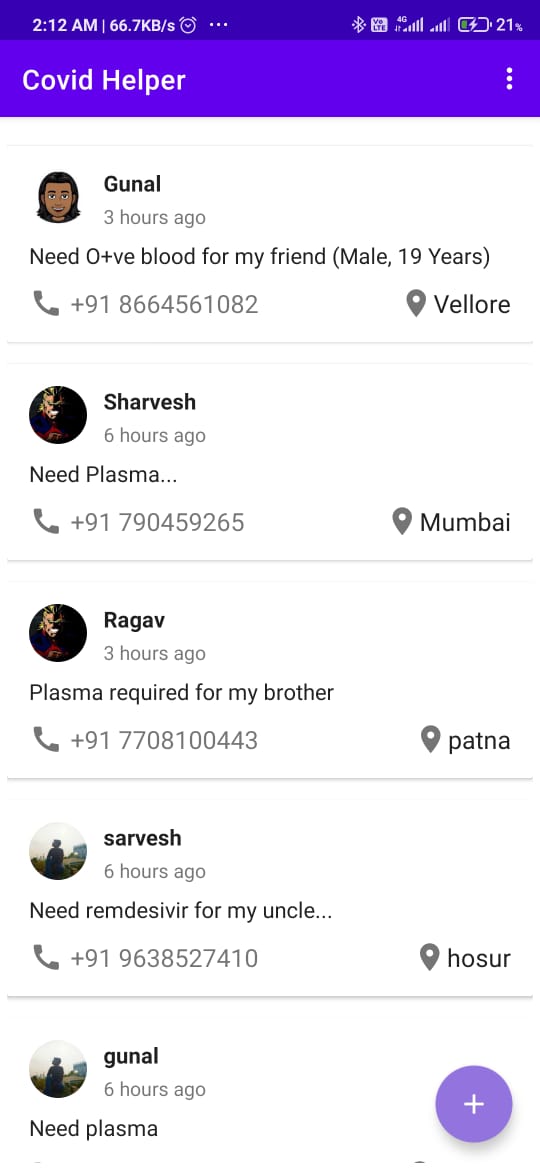 2:12 AM | 66.7KB/s ... Vo LTE 4G 21%
Covid Helper
Gunal
3 hours ago
Need O+ve blood for my friend (Male, 19 Years)
+91 8664561082 Vellore
Sharvesh
6 hours ago
Need Plasma...
+91 790459265 Mumbai
Ragav
3 hours ago
Plasma required for my brother
+91 7708100443 patna
sarvesh
6 hours ago
Need remdesivir for my uncle...
+91 9638527410 hosur
gunal
6 hours ago
Need plasma
+